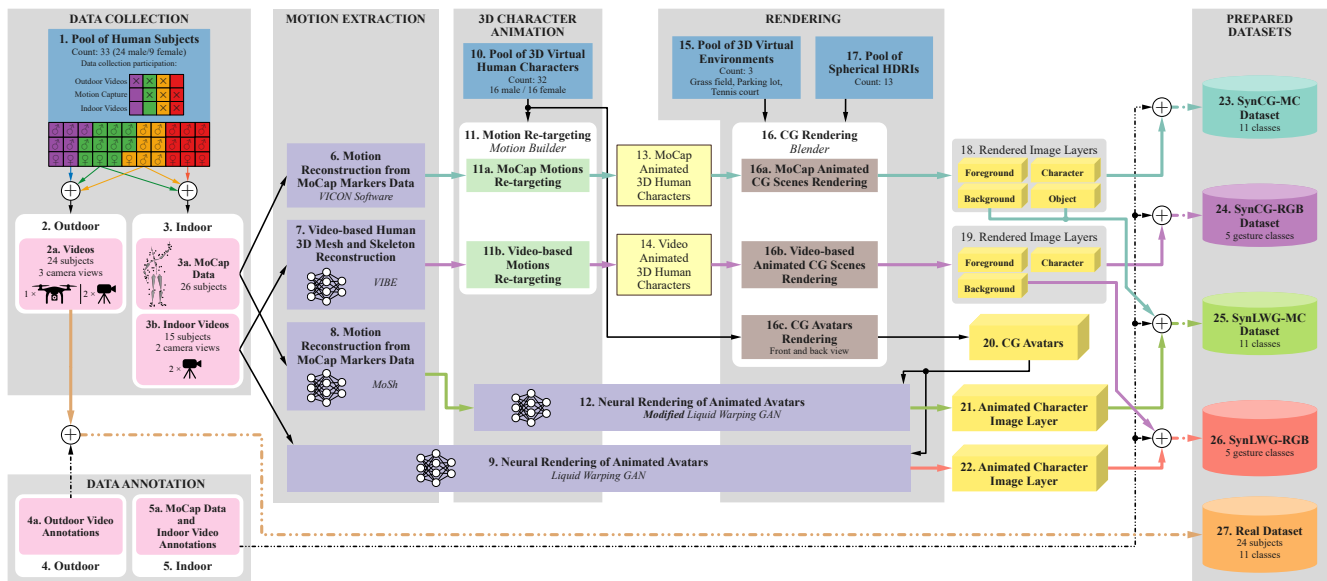 DATA COLLECTION
1. Pool of Human Subjects
Count: 33 (24 male/9 female)
Data collection participation:
Outdoor Videos
Motion Capture
Indoor Videos
2. Outdoor
2a. Videos
24 subjects
3 camera views
1 ×
2 ×
3. Indoor
3a. MoCap
Data
26 subjects
3b. Indoor Videos
15 subjects
2 camera views
2 ×
DATA ANNOTATION
4a. Outdoor Video
Annotations
4. Outdoor
5a. MoCap Data
and
Indoor Video
Annotations
5. Indoor
MOTION EXTRACTION
6. Motion
Reconstruction from
MoCap Markers Data
VICON Software
7. Video-based Human
3D Mesh and Skeleton
Reconstruction
VIBE
8. Motion
Reconstruction from
MoCap Markers Data
MoSh
9. Neural Rendering of Animated Avatars
Liquid Warping GAN
3D CHARACTER
ANIMATION
10. Pool of 3D Virtual
Human Characters
Count: 32
16 male / 16 female
11. Motion Re-targeting
Motion Builder
11a. MoCap Motions
Re-targeting
11b. Video-based
Motions
Re-targeting
12. Neural Rendering of Animated Avatars
Modified Liquid Warping GAN
13. MoCap
Animated
3D Human
Characters
14. Video
Animated
3D Human
Characters
RENDERING
15. Pool of 3D Virtual
Environments
Count: 3
Grass field, Parking lot,
Tennis court
17. Pool of
Spherical HDRIs
Count: 13
16. CG Rendering
Blender
16a. MoCap Animated
CG Scenes Rendering
16b. Video-based
Animated CG Scenes
Rendering
16c. CG Avatars
Rendering
Front and back view
18. Rendered Image Layers
Foreground
Character
Background
Object
19. Rendered Image Layers
Foreground
Character
Background
20. CG Avatars
21. Animated Character
Image Layer
22. Animated Character
Image Layer
PREPARED
DATASETS
23. SynCG-MC
Dataset
11 classes
24. SynCG-RGB
Dataset
5 gesture classes
25. SynLWG-MC
Dataset
11 classes
26. SynLWG-RGB
5 gesture classes
27. Real Dataset
24 subjects
11 classes